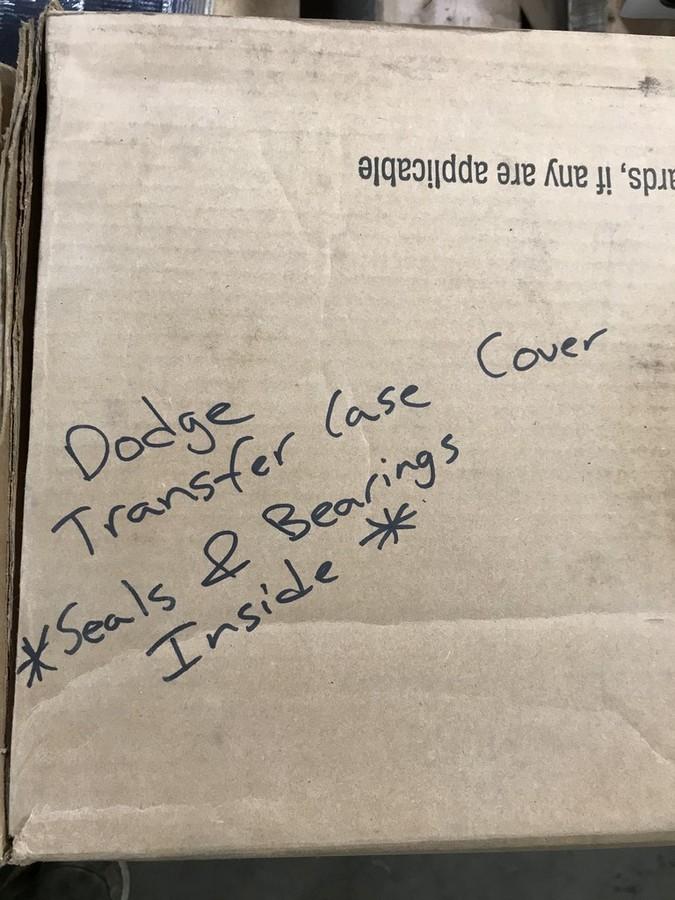 ards, if any are applicable
Dodge
Transfer Case Cover
*Seals & Bearings
Inside*